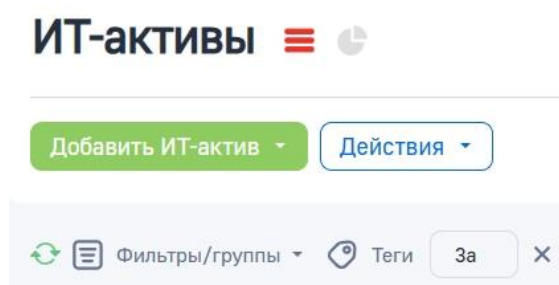 ИТ-активы
Добавить ИТ-актив Действия
Фильтры/группы Теги За